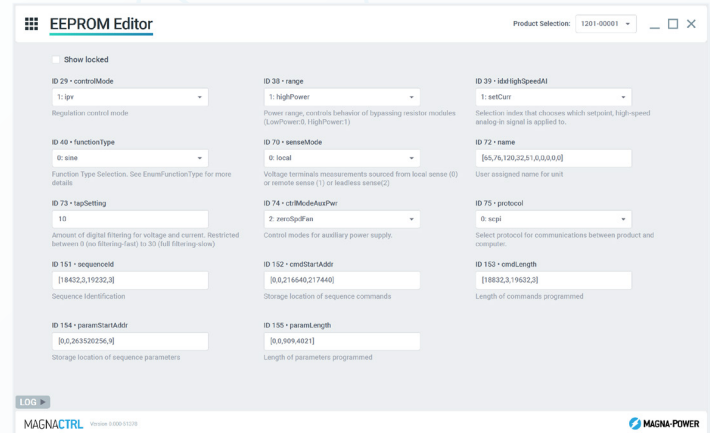 EEPROM Editor
Product Selection: 1201-00001
Show locked
ID 29 • controlMode
1: ipv
Regulation control mode
ID 38 • range
1: highPower
Power range, controls behavior of bypassing resistor modules
(LowPower:0. HighPower:1)
ID 39 • idxHighSpeedAI
1: setCurr
Selection index that chooses which setpoint, high-speed
analog-in signal is applied to.
ID 40 • functionType
0: sine
Function Type Selection. See EnumFunctionType for more
details
ID 70 • senseMode
0: local
Voltage terminals measurements sourced from local sense (0)
or remote sense (1) or leadless sense(2)
ID 72 • name
[65,76,120,32,51,0,0,0,0,0]
User assigned name for unit
ID 73 • tapSetting
10
Amount of digital filtering for voltage and current. Restricted
between 0 (no filtering-fast) to 30 (full filtering-slow)
ID 74 • ctrlModeAuxPwr
2: zeroSpdFan
Control modes for auxiliary power supply.
ID 75 • protocol
0: scpi
Select protocol for communications between product and
computer.
ID 151 • sequenceId
[18432,3,19232,3]
Sequence Identification
ID 152 • cmdStartAddr
[0,0,216640,217440]
Storage location of sequence commands
ID 153 • cmdLength
[18832,3,19632,3]
Length of commands programmed
ID 154 • paramStartAddr
[0,0,263520256,9]
Storage location of sequence parameters
ID 155 • paramLength
[0,0,909,4021]
Length of parameters programmed
LOG
MAGNACTRL
MAGNA-POWER